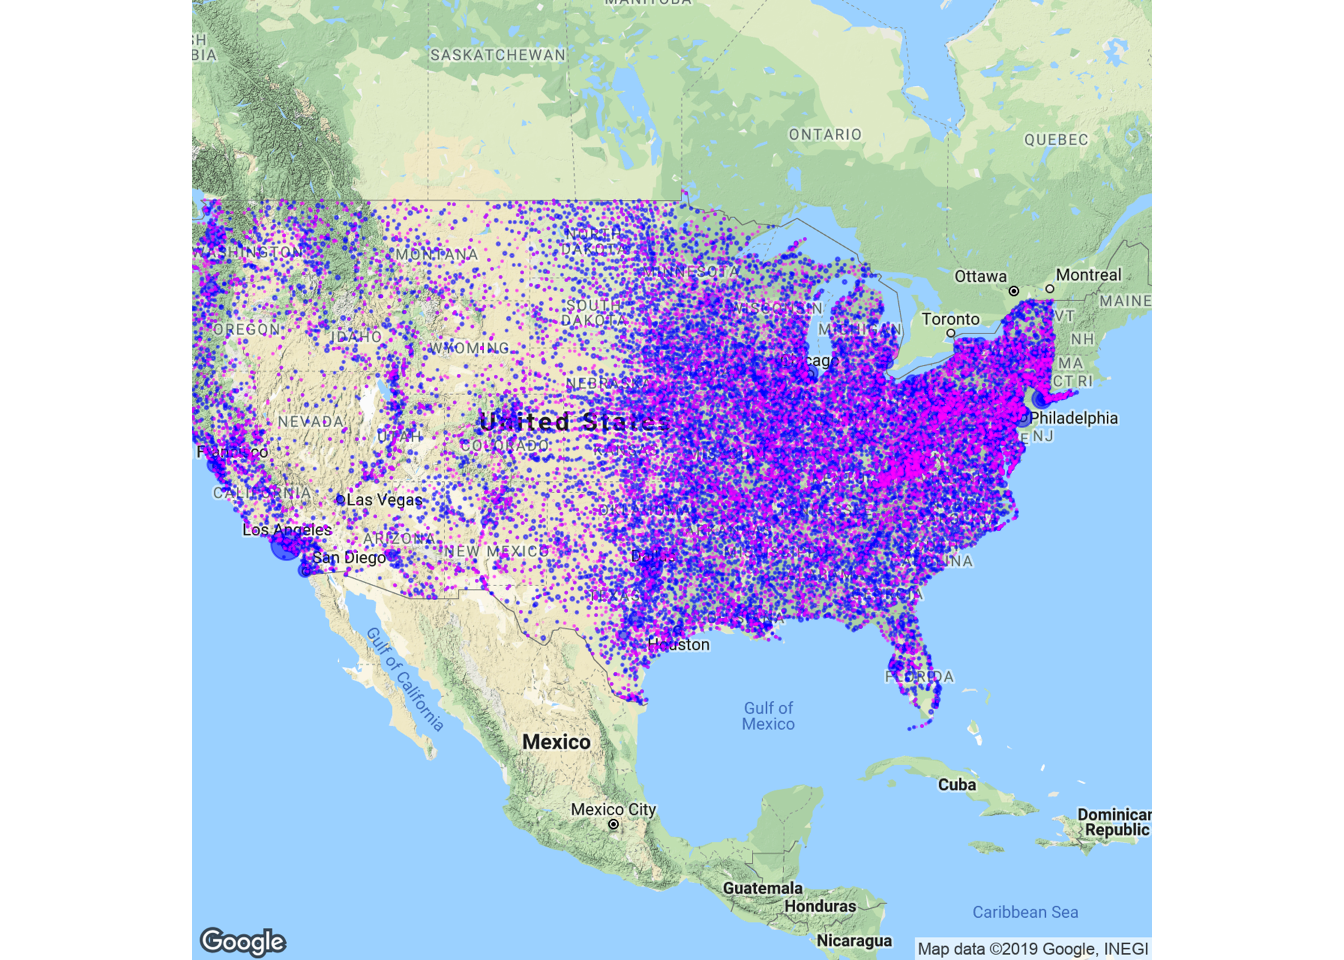 MANITOBA
SH
BIA
SASKATCHEWAN
ONTARIO
QUEBEC
WASHINGTON
NORTH
DAKOTA
MONTANA
MINNESOTA
Ottawa
Montreal
MAINE
SOUTH
DAKOTA
WISCONSIN
VT
OREGON
IDAHO
MICHIGAN
Toronto
NH
WYOMING
Chicago
MA
CT RI
NEBRASKA
NEVADA
United States
Philadelphia
UTAH
COLORADO
KANSAS
NJ
CALIFORNIA
Las Vegas
OKLAHOMA
Los Angeles
ARIZONA
San Diego
NEW MEXICO
TEXAS
Houston
FLORIDA
Gulf of California
Gulf of
Mexico
Mexico
Cuba
Mexico City
Dominican
Republic
Guatemala
Honduras
Caribbean Sea
Nicaragua
Google
Map data ©2019 Google, INEGI